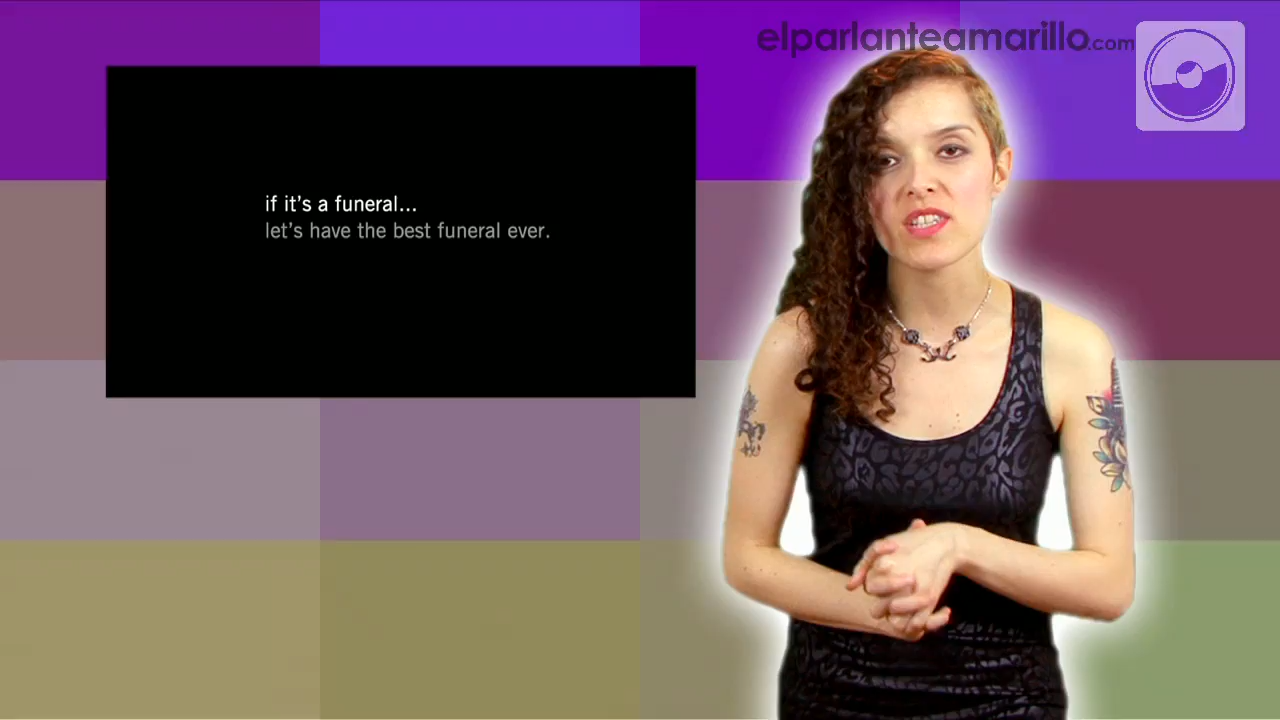 elparlanteamarillo.com
if it's a funeral...
let's have the best funeral ever.